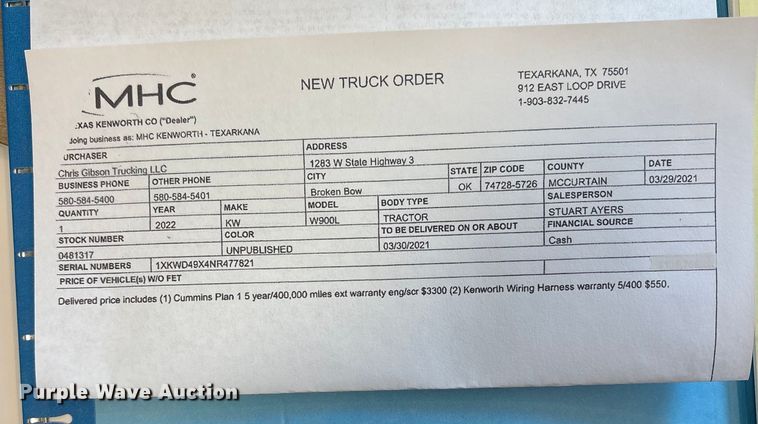 MHC®
NEW TRUCK ORDER
TEXARKANA, TX 75501
912 EAST LOOP DRIVE
1-903-832-7445
XAS KENWORTH CO ("Dealer")
doing business as: MHC KENWORTH - TEXARKANA
URCHASER ADDRESS
Chris Gibson Trucking LLC 1283 W State Highway 3
BUSINESS PHONE OTHER PHONE CITY STATE ZIP CODE COUNTY DATE
580-584-5400 580-584-5401 Broken Bow OK 74728-5726 MCCURTAIN 03/29/2021
QUANTITY YEAR MAKE MODEL BODY TYPE SALESPERSON
1 2022 KW W900L TRACTOR STUART AYERS
STOCK NUMBER COLOR TO BE DELIVERED ON OR ABOUT FINANCIAL SOURCE
0481317 UNPUBLISHED 03/30/2021 Cash
SERIAL NUMBERS 1XKWD49X4NR477821
PRICE OF VEHICLE(s) W/O FET
Delivered price includes (1) Cummins Plan 1 5 year/400,000 miles ext warranty eng/scr $3300 (2) Kenworth Wiring Harness warranty 5/400 $550.
Purple Wave Auction